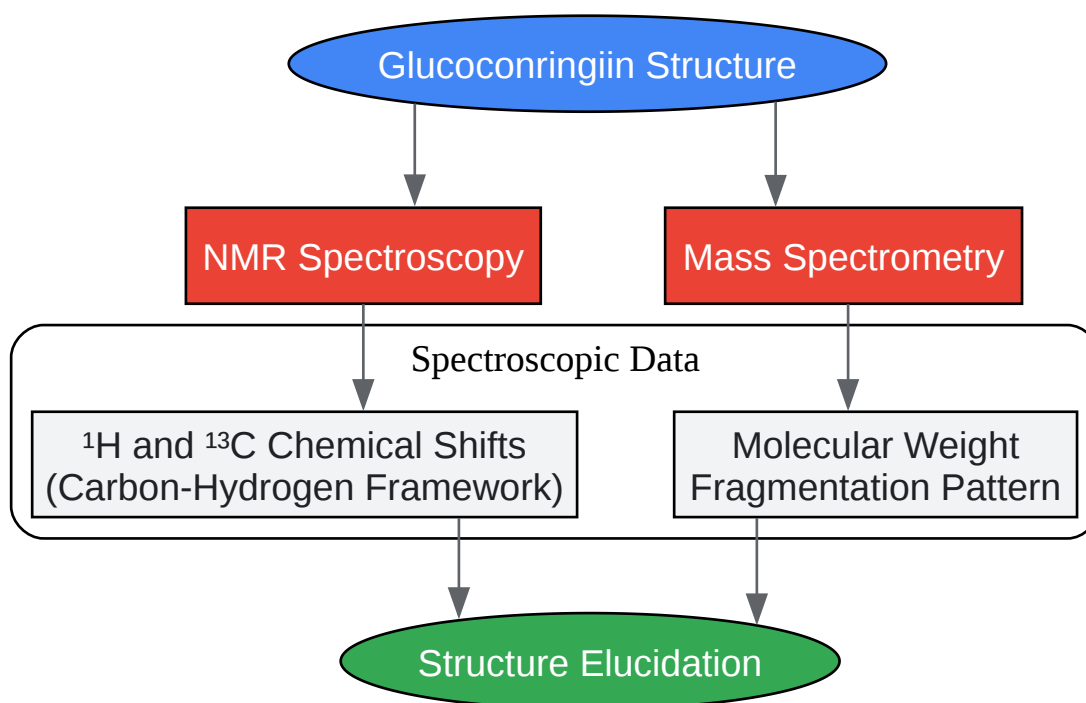 Glucoconringiin Structure
NMR Spectroscopy
Mass Spectrometry
Spectroscopic Data
¹H and ¹³C Chemical Shifts
(Carbon-Hydrogen Framework)
Molecular Weight
Fragmentation Pattern
Structure Elucidation